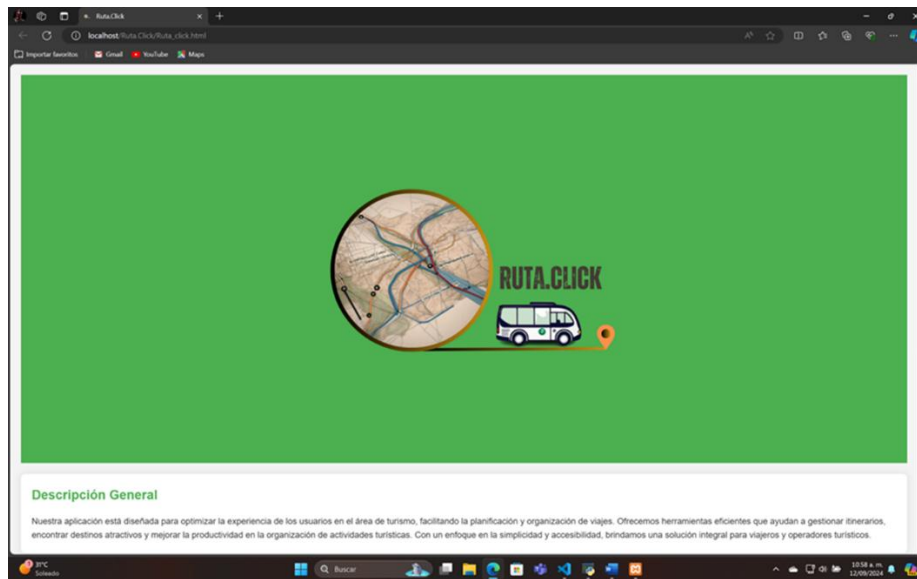 Ruta.Click
localhost/Ruta.Click/Ruta_click.html
Importar favoritos
Gmail
YouTube
Maps
RUTA.CLICK
Descripción General
Nuestra aplicación está diseñada para optimizar la experiencia de los usuarios en el área de turismo, facilitando la planificación y organización de viajes. Ofrecemos herramientas eficientes que ayudan a gestionar itinerarios,
encontrar destinos atractivos y mejorar la productividad en la organización de actividades turísticas. Con un enfoque en la simplicidad y accesibilidad, brindamos una solución integral para viajeros y operadores turísticos.
31°C
Soleado
Buscar
10:58 a. m.
12/09/2024